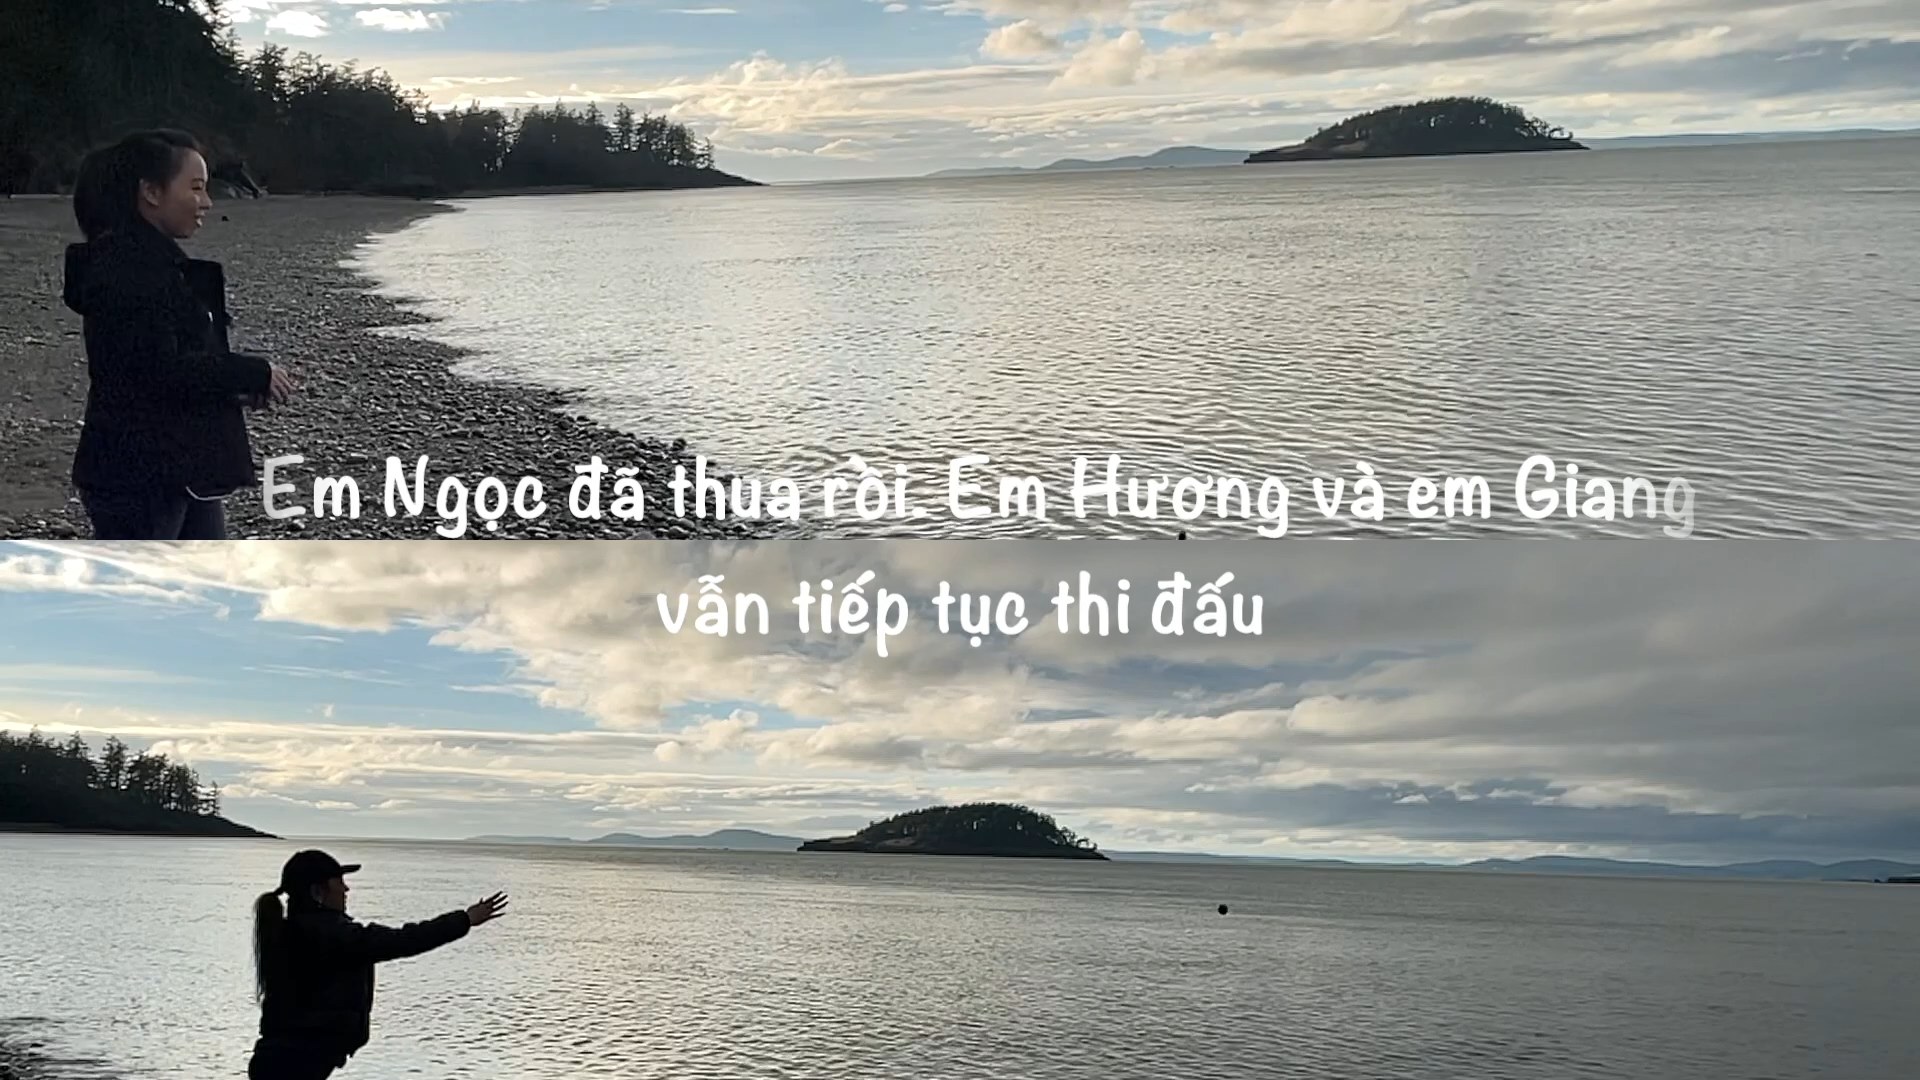 Em Ngọc đã thua rồi. Em Hương và em Giang
vẫn tiếp tục thi đấu